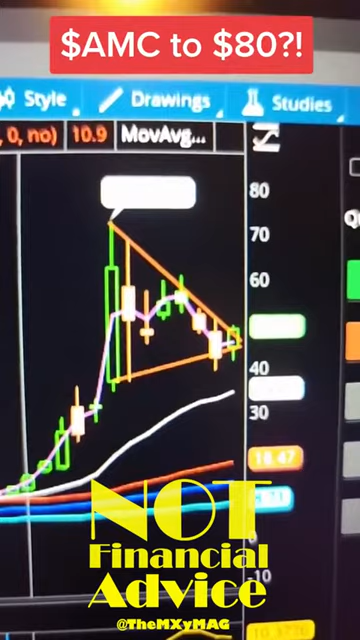 $AMC to $80?!
Style
Drawings
Studies
0, no)
10.9
MovAvg...
80
70
60
40
30
18.47
-10
NOT
Financial
Advice
@TheMXyMAG